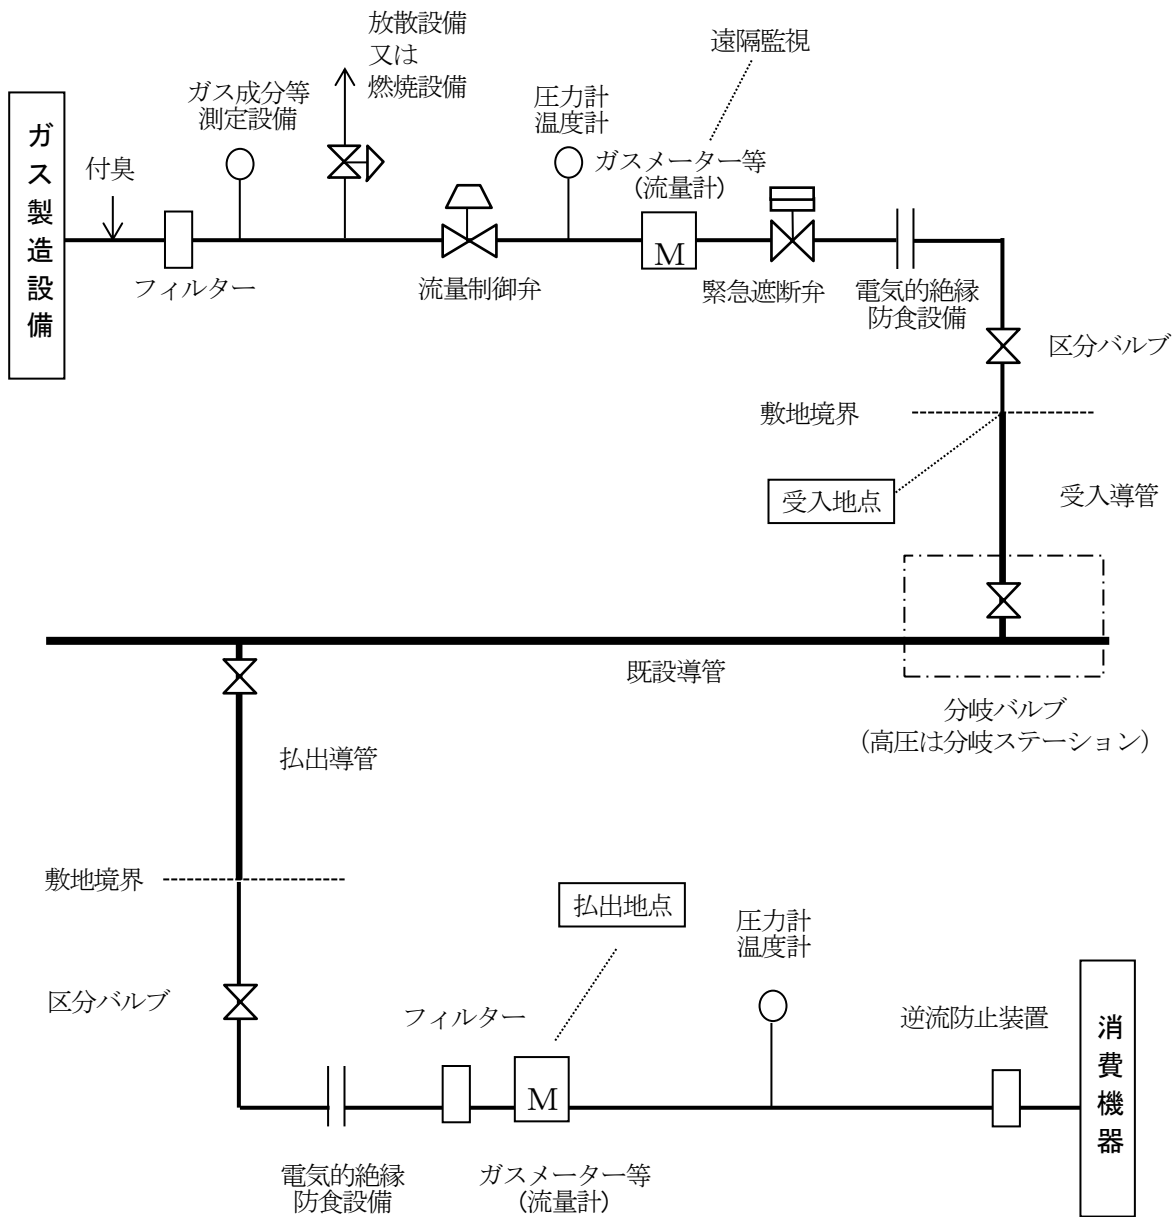 放散設備
又は
燃焼設備
遠隔監視
ガス成分等
測定設備
圧力計
温度計
ガスメーター等
(流量計)
付臭
ガス製造設備
M
フィルター
流量制御弁
緊急遮断弁
電気的絶縁
防食設備
区分バルブ
敷地境界
受入地点
受入導管
既設導管
分岐バルブ
(高圧は分岐ステーション)
払出導管
敷地境界
払出地点
圧力計
温度計
区分バルブ
フィルター
逆流防止装置
消費機器
M
電気的絶縁
防食設備
ガスメーター等
(流量計)